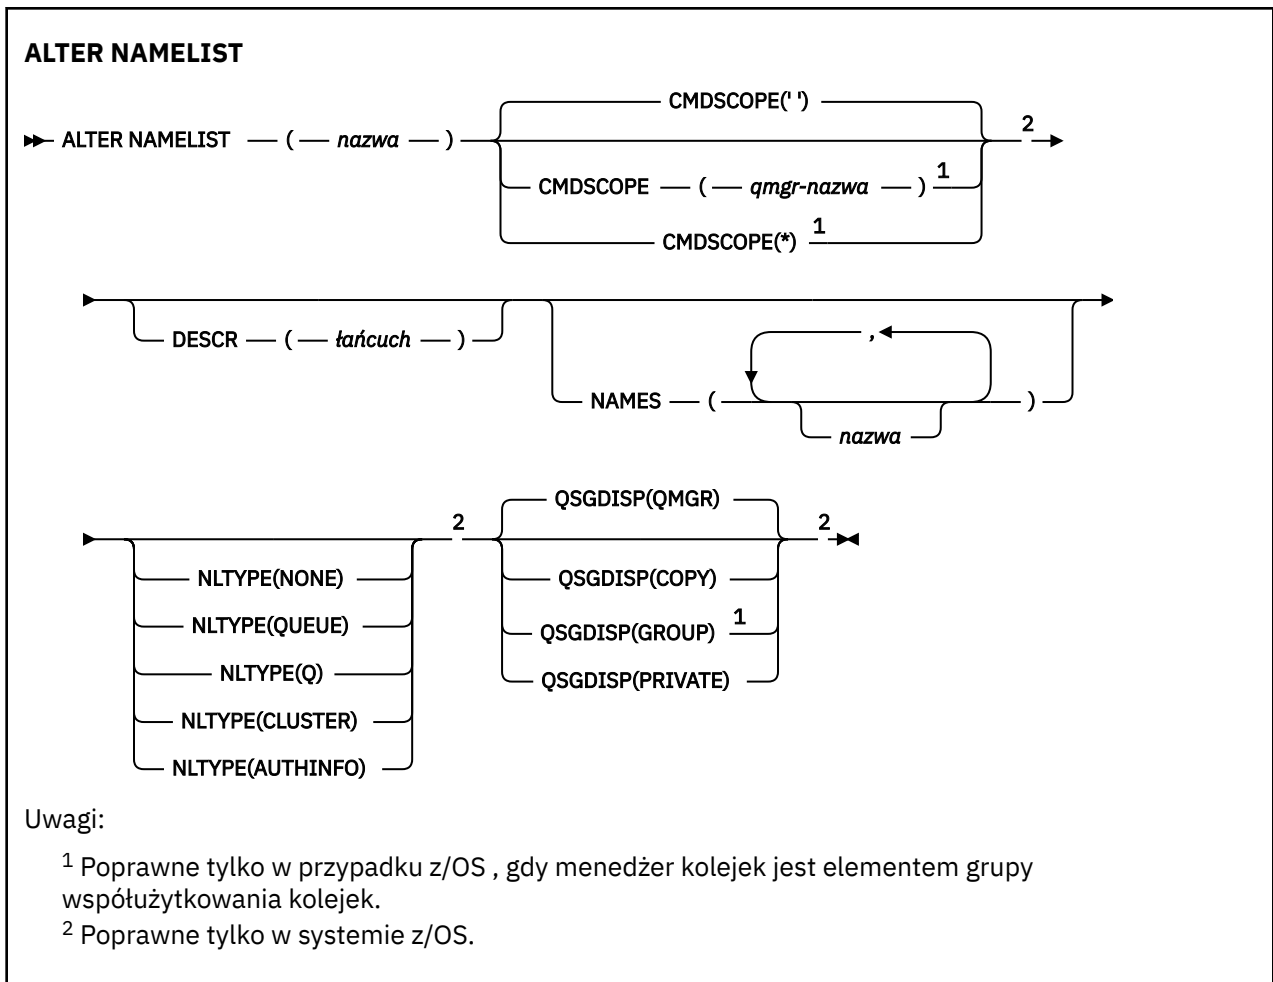 ALTER NAMELIST
CMDSCOPE(' ')
ALTER NAMELIST ( nazwa ) 2
CMDSCOPE ( qmgr-nazwa ) 1
CMDSCOPE(*) 1
DESCR ( łańcuch )
,
NAMES ( )
nazwa
QSGDISP(QMGR)
2 2
NLTYPE(NONE) QSGDISP(COPY)
NLTYPE(QUEUE) QSGDISP(GROUP) 1
NLTYPE(Q) QSGDISP(PRIVATE)
NLTYPE(CLUSTER)
NLTYPE(AUTHINFO)
Uwagi:
1 Poprawne tylko w przypadku z/OS , gdy menedżer kolejek jest elementem grupy
współużytkowania kolejek.
2 Poprawne tylko w systemie z/OS.